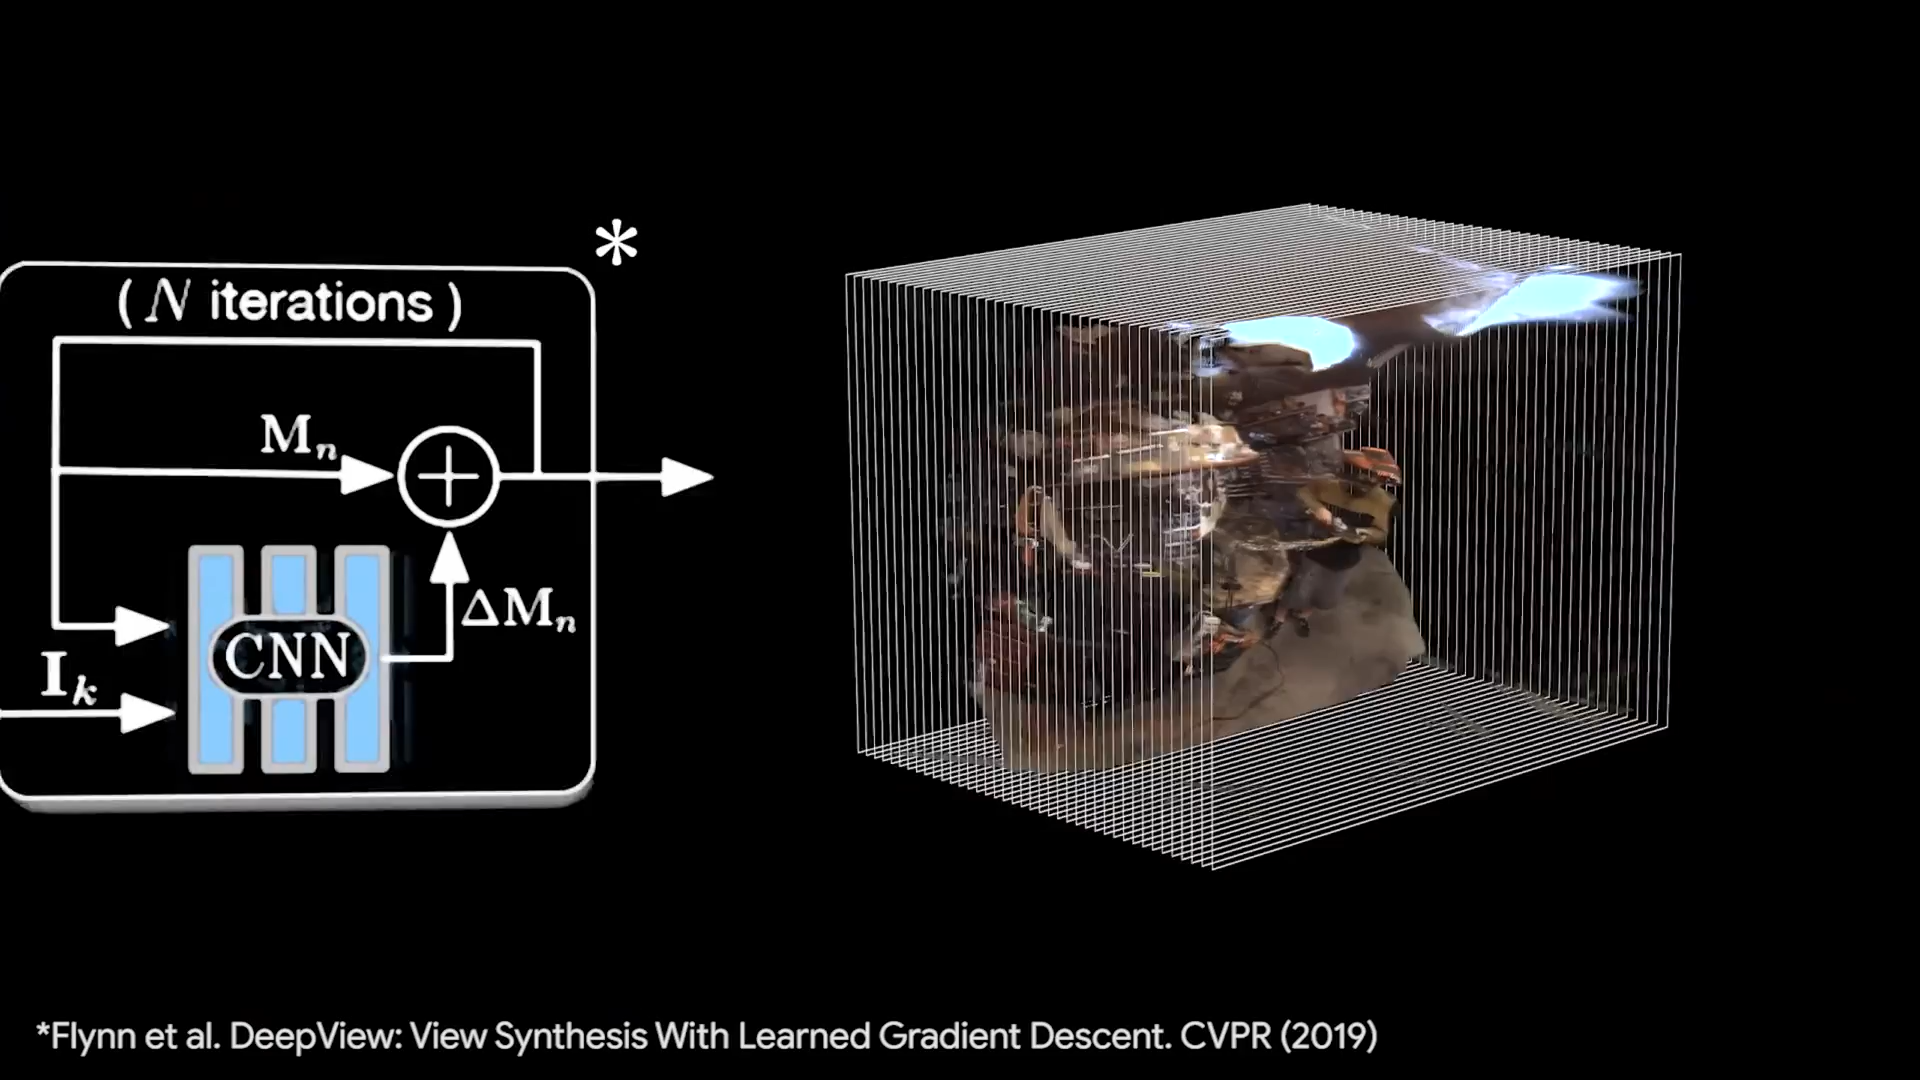 *
( N iterations )
Mₙ
ΔMₙ
CNN
Iₖ
*Flynn et al. DeepView: View Synthesis With Learned Gradient Descent. CVPR (2019)